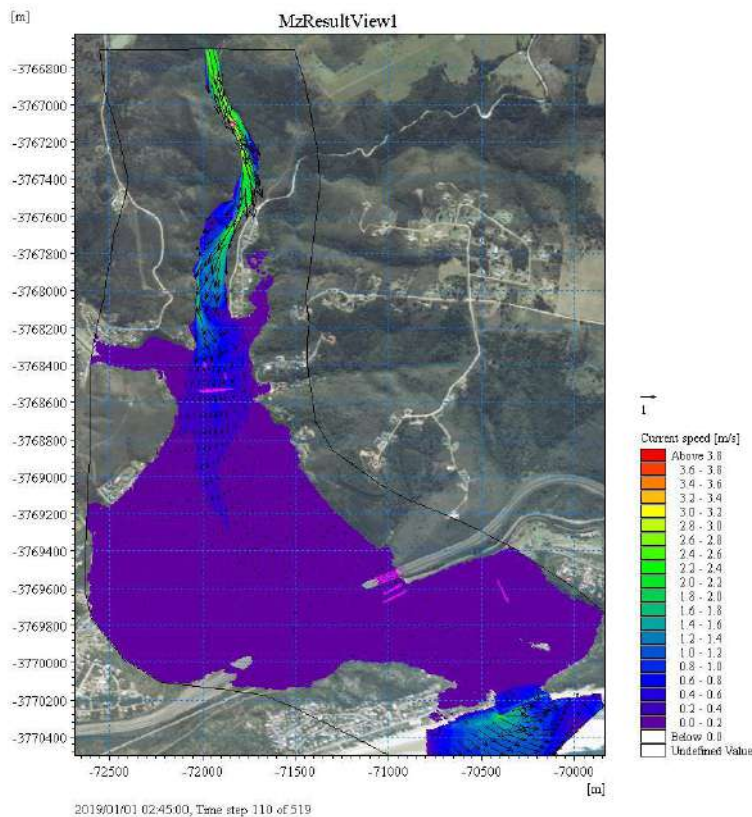 [m]
MzResultView1
-3766800
-3767000
-3767200
-3767400
-3767600
-3767800
-3768000
-3768200
-3768400
-3768600
-3768800
-3769000
-3769200
-3769400
-3769600
-3769800
-3770000
-3770200
-3770400
-72500
-72000
-71500
-71000
-70500
-70000
[m]
1
Current speed [m/s]
Above 3.8
3.6 - 3.8
3.4 - 3.6
3.2 - 3.4
3.0 - 3.2
2.8 - 3.0
2.6 - 2.8
2.4 - 2.6
2.2 - 2.4
2.0 - 2.2
1.8 - 2.0
1.6 - 1.8
1.4 - 1.6
1.2 - 1.4
1.0 - 1.2
0.8 - 1.0
0.6 - 0.8
0.4 - 0.6
0.2 - 0.4
0.0 - 0.2
Below 0.0
Undefined Value
2019/01/01 02:45:00, Time step 110 of 519